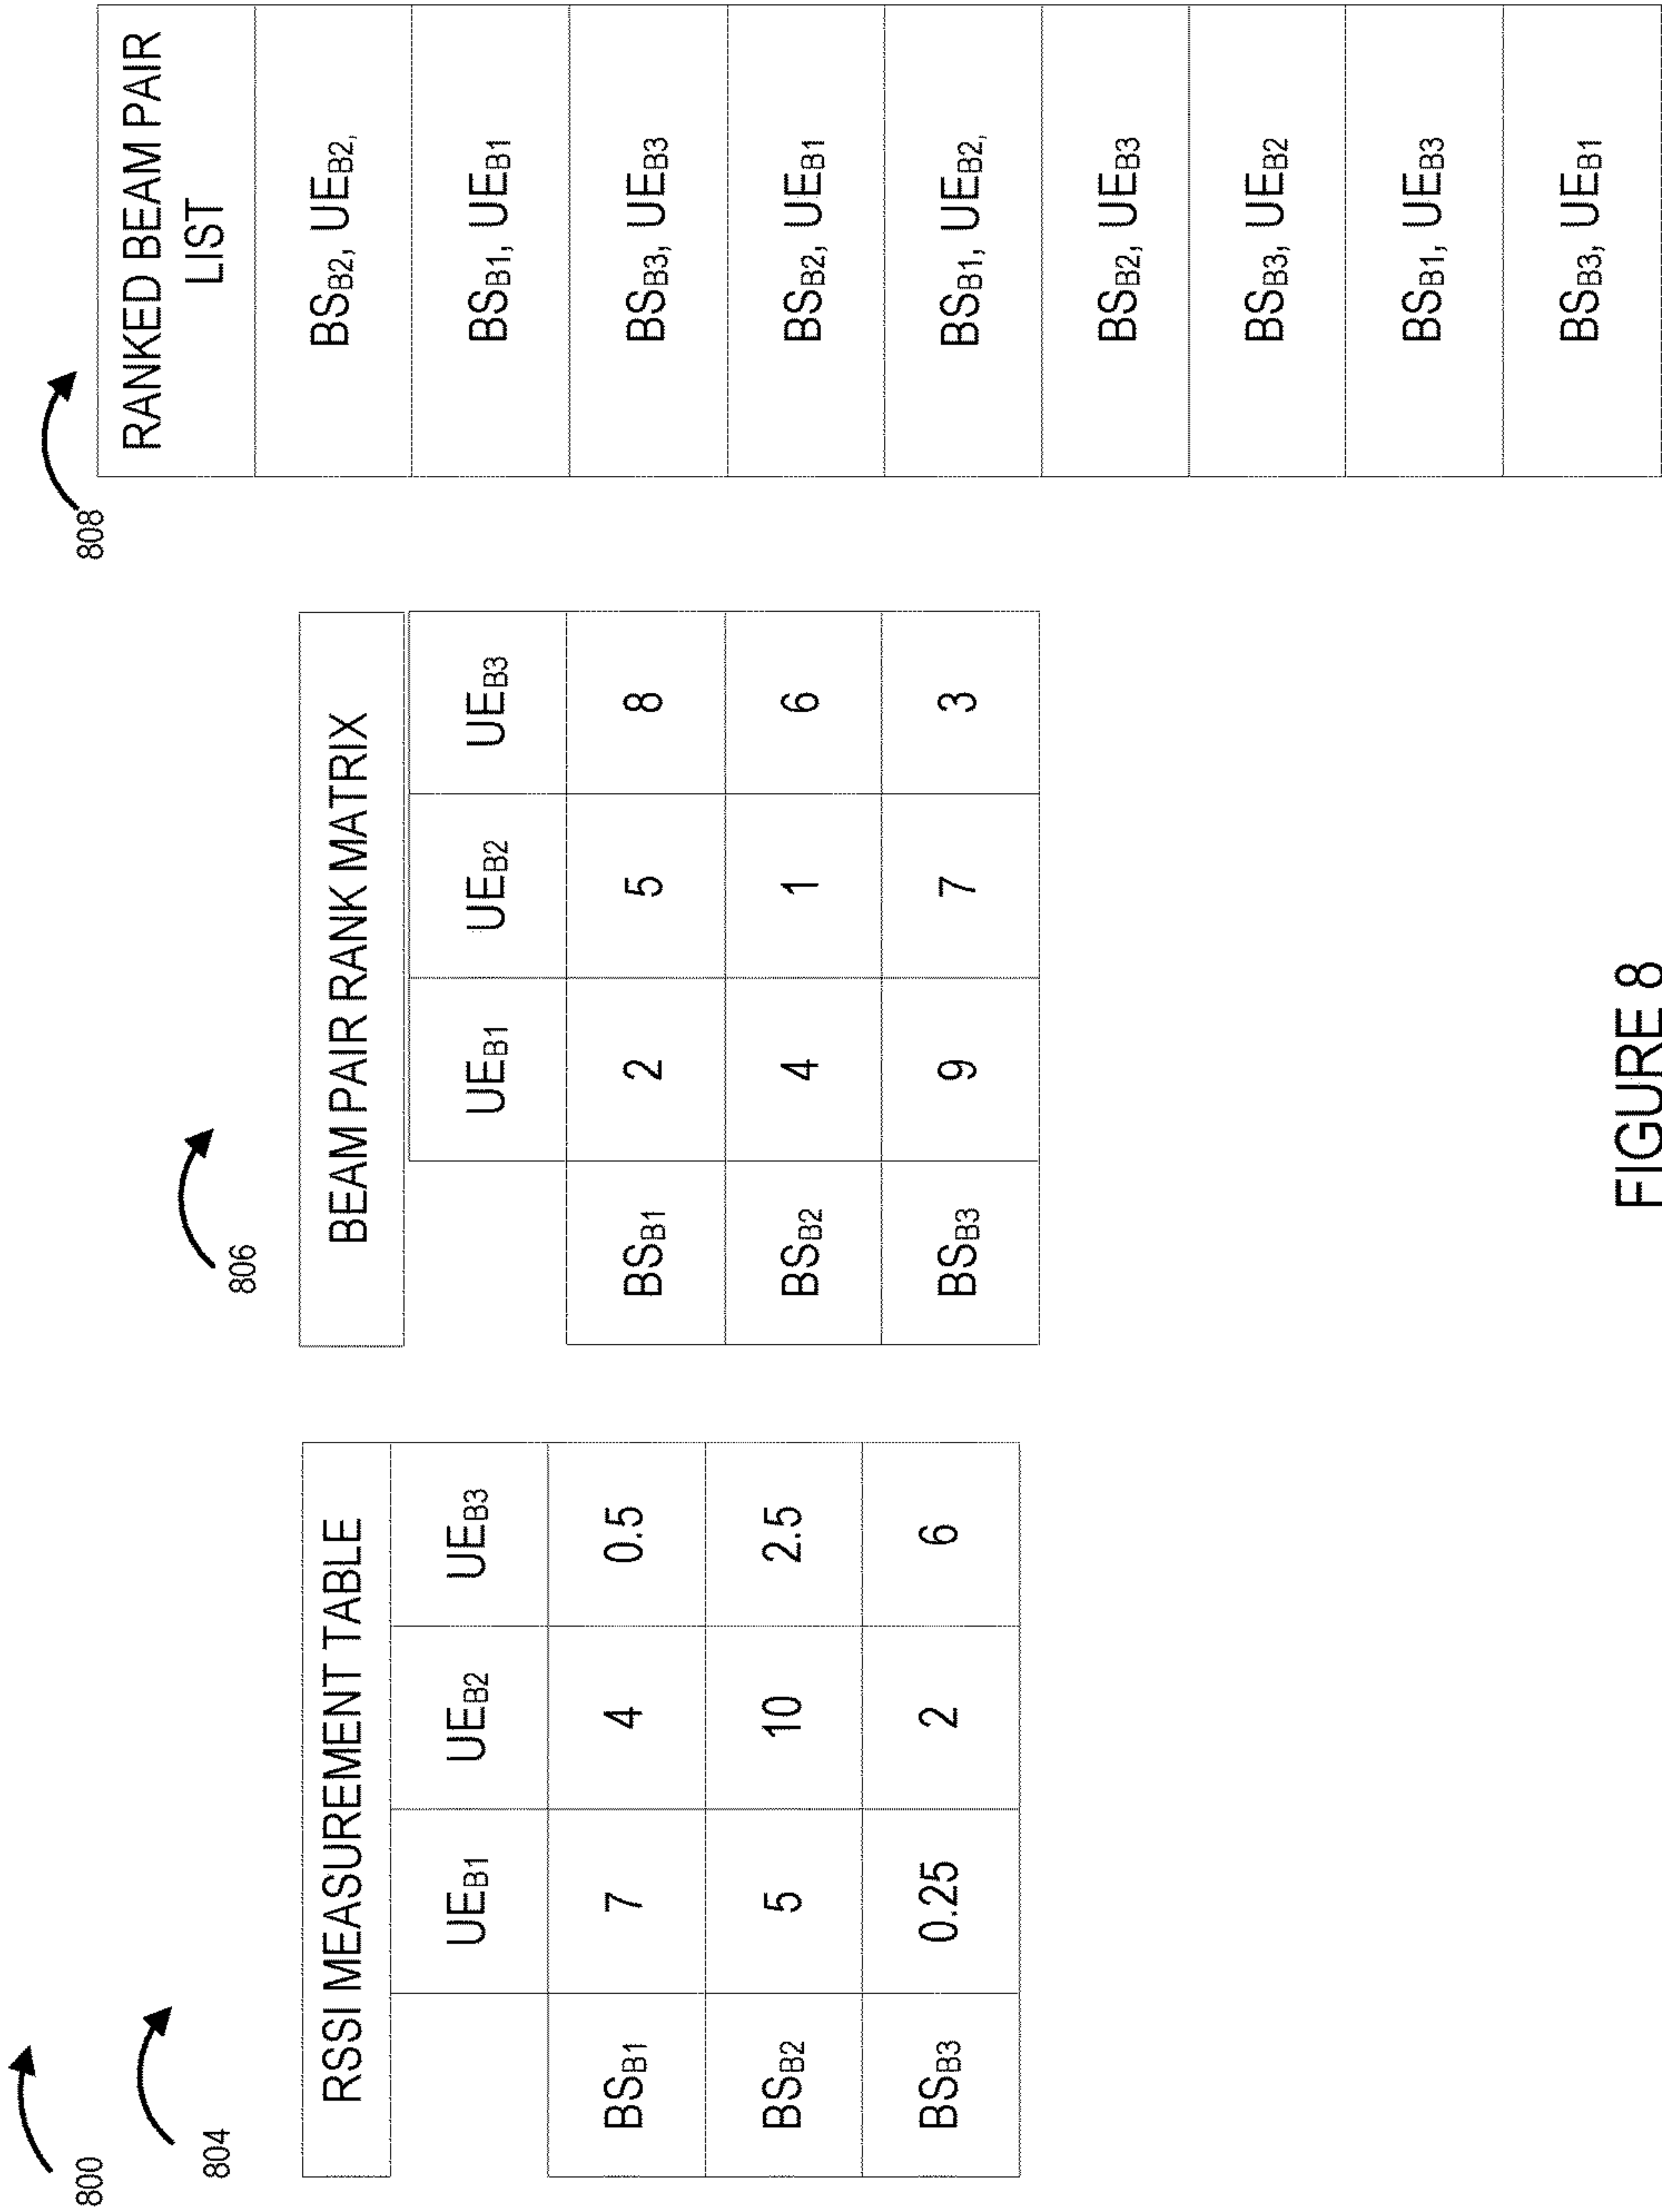 800
804
RSSI MEASUREMENT TABLE
UEB1 UEB2 UEB3
BSB1 7 4 0.5
BSB2 5 10 2.5
BSB3 0.25 2 6
806
BEAM PAIR RANK MATRIX
UEB1 UEB2 UEB3
BSB1 2 5 8
BSB2 4 1 6
BSB3 9 7 3
808
RANKED BEAM PAIR
LIST
BSB2, UEB2,
BSB1, UEB1
BSB3, UEB3
BSB2, UEB1
BSB1, UEB2,
BSB2, UEB3
BSB3, UEB2
BSB1, UEB3
BSB3, UEB1
FIGURE 8